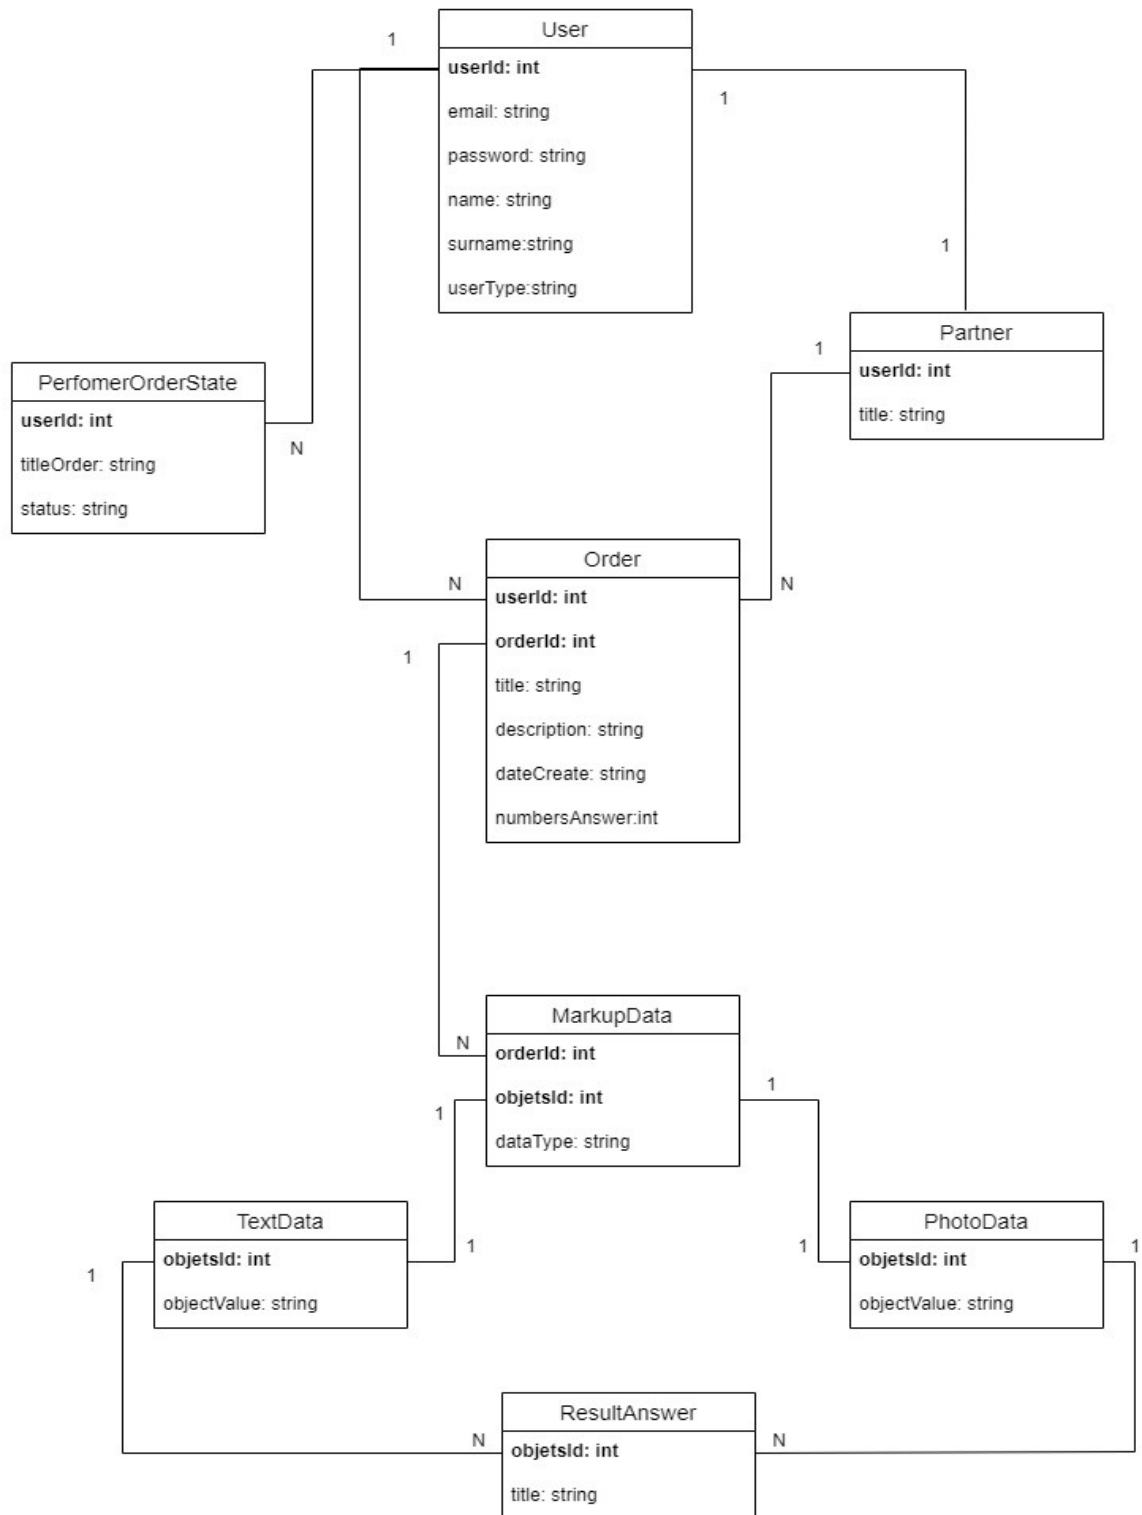 User
1
userId: int
email: string
password: string
name: string
surname:string
userType:string
1
1
Partner
1
userId: int
title: string
PerfomerOrderState
userId: int
titleOrder: string
status: string
N
Order
N
N
userId: int
orderId: int
1
title: string
description: string
dateCreate: string
numbersAnswer:int
MarkupData
N
orderId: int
objetsId: int
1
1
dataType: string
TextData
objetsId: int
objectValue: string
1
1
PhotoData
objetsId: int
objectValue: string
1
1
ResultAnswer
N
N
objetsId: int
title: string